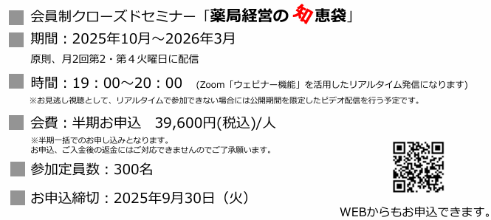 会員制クローズドセミナー「薬局経営の知恵袋」
期間：2025年10月～2026年3月
原則、月2回第2・第４火曜日に配信
時間：19：00～20：00 (Zoom「ウェビナー機能」を活用したリアルタイム発信になります)
※お見逃し視聴として、リアルタイムで参加できない場合には公開期間を限定したビデオ配信を行う予定です。
会費：半期お申込 39,600円(税込)/人
※半期一括でのお申し込みとなります。
お申込、ご入金後の返金にはご対応できませんのでご了承願います。
参加定員数：300名
お申込締切：2025年9月30日（火）
WEBからもお申込できます。